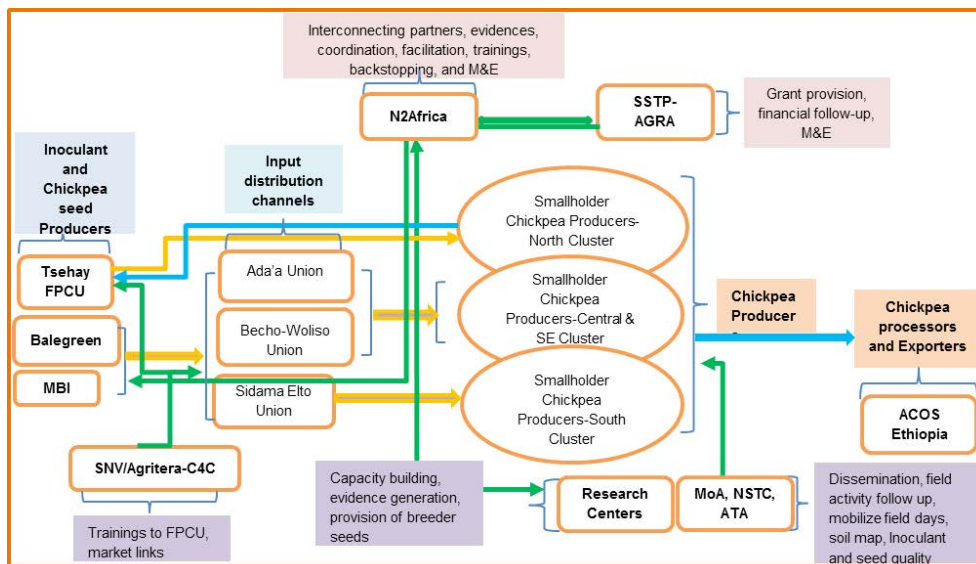 Interconnecting partners, evidences,
coordination, facilitation, trainings,
backstopping, and M&E
N2Africa
SSTP-
AGRA
Grant provision,
financial follow-up,
M&E
Inoculant
and
Chickpea
seed
Producers
Input
distribution
channels
Tsehay
FPCU
Balegreen
MBI
Ada'a Union
Becho-Woliso
Union
Sidama Elto
Union
Smallholder
Chickpea Producers-
North Cluster
Smallholder
Chickpea
Producers-Central &
SE Cluster
Smallholder
Chickpea
Producers-South
Cluster
Chickpea
Producer
Chickpea
processors
and Exporters
ACOS
Ethiopia
SNV/Agritera-C4C
Trainings to FPCU,
market links
Capacity building,
evidence generation,
provision of breeder
seeds
Research
Centers
MoA, NSTC,
ATA
Dissemination, field
activity follow up,
mobilize field days,
soil map, Inoculant
and seed quality